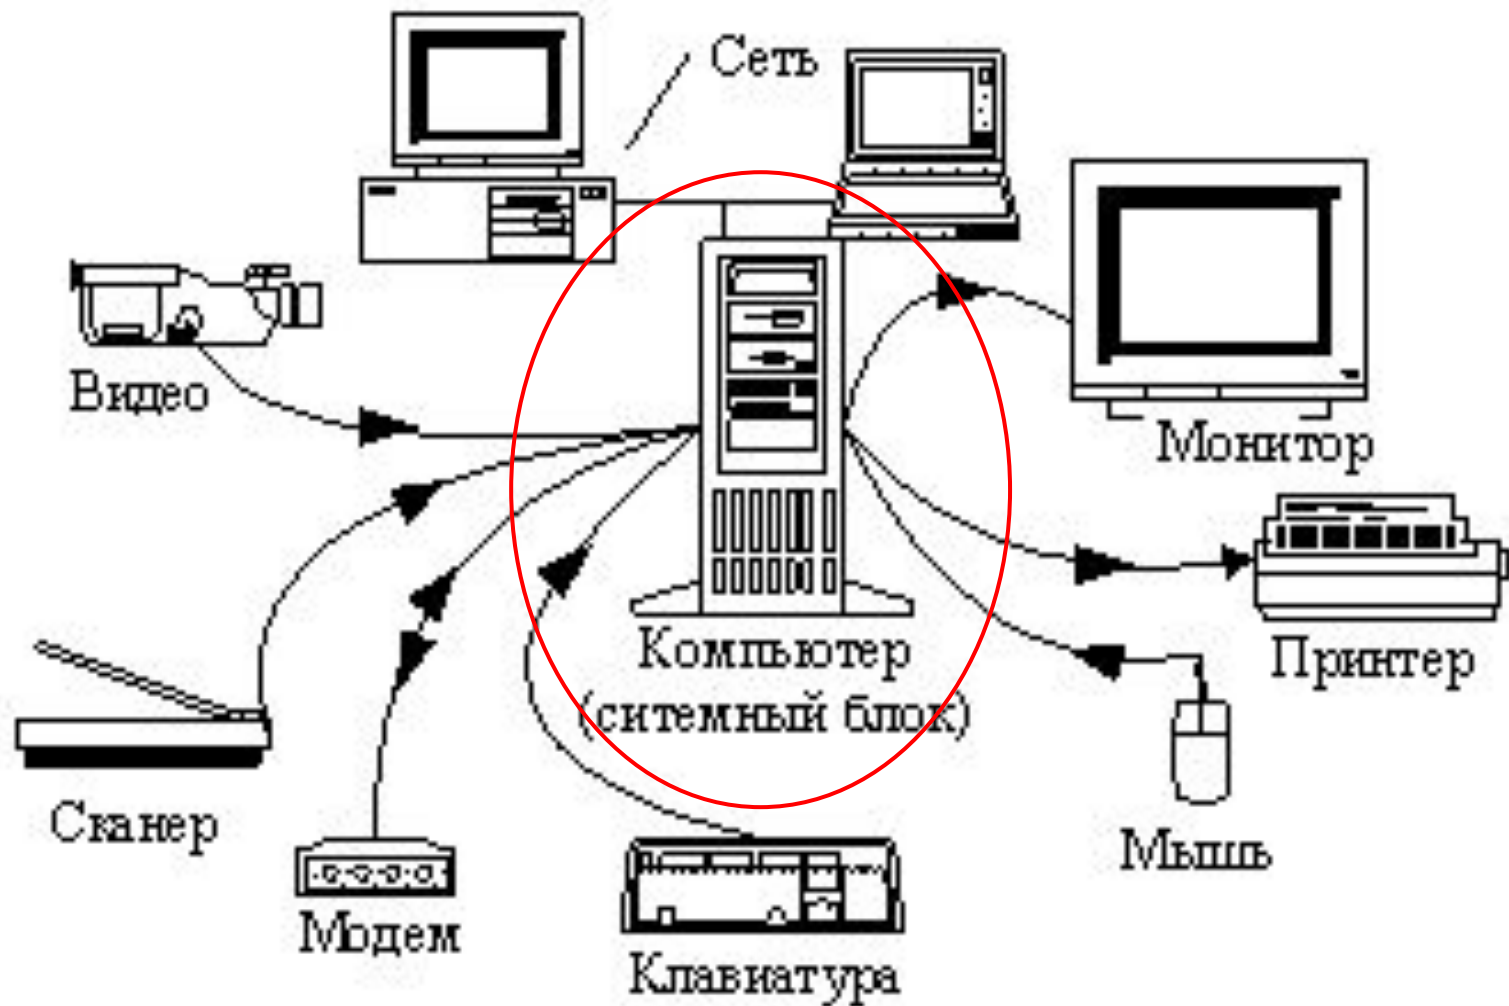 Сеть
Видео
Монитор
Компьютер
(ситемный блок)
Принтер
Сканер
Мышь
Модем
Клавиатура